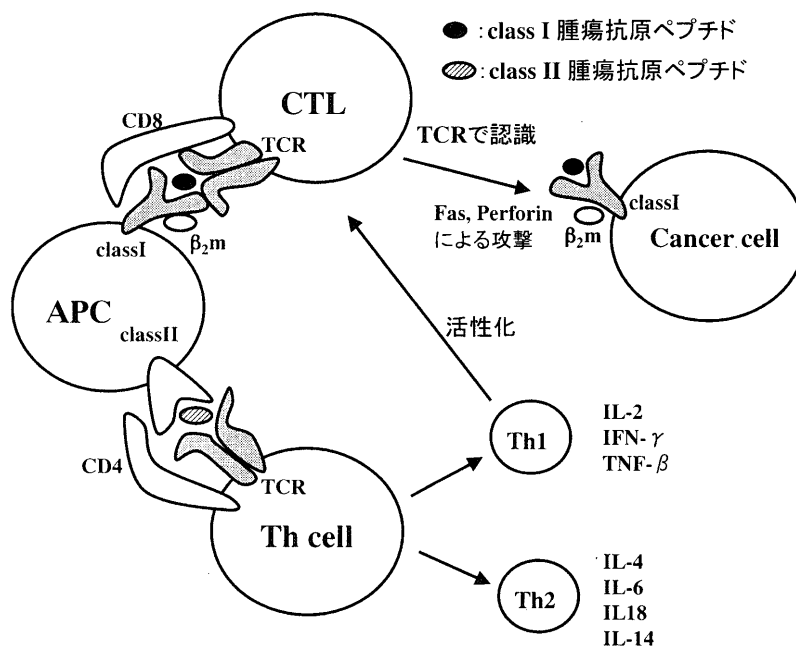 ●:class I 腫瘍抗原ペプチド
:class II 腫瘍抗原ペプチド
CTL
CD8
TCR
TCRで認識
classI
β₂m
Fas, Perforin
による攻撃
classI
β₂m
Cancer cell
APC
classII
活性化
CD4
TCR
Th cell
Th1
IL-2
IFN-γ
TNF-β
Th2
IL-4
IL-6
IL18
IL-14